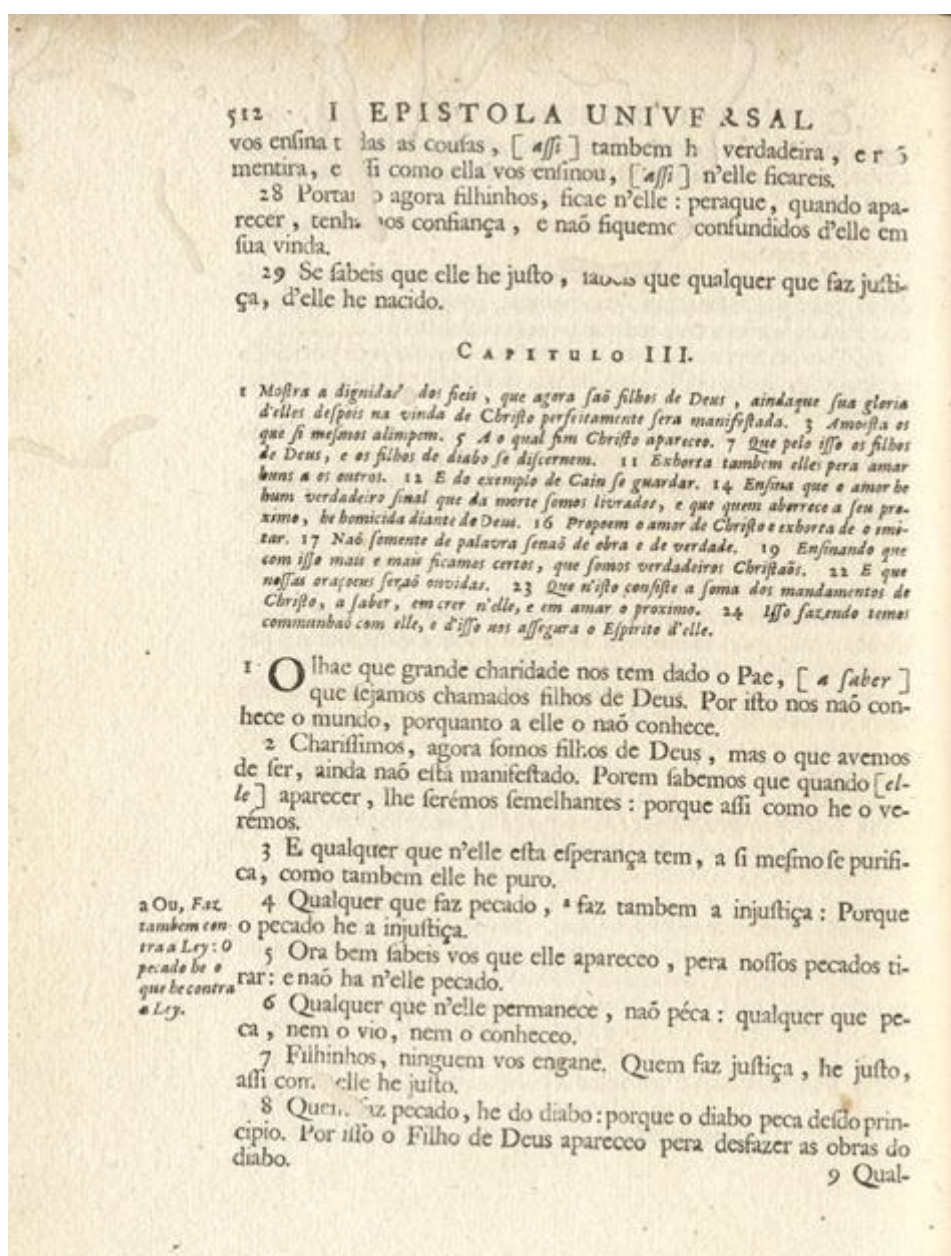 512 I EPISTOLA UNIVERSAL
vos enſina as couſas, [aſſi] tambem verdadeira, e
mentira, e como ella vos enſinou, [aſſi] n'elle ficareis.
28 agora filhinhos, ficae n'elle: peraque, quando apa-
recer, confiança, e naõ confundidos d'elle em
ſua vinda.
29 Se ſabeis que elle he juſto, que qualquer que faz juſti-
ça, d'elle he nacido.
CAPITULO III.
1 Moſtra a dos fieis, que agora ſaõ filhos de Deus, aindaque ſua gloria
d'elles deſpois na vinda de Chriſto perfeitamente ſera manifeſtada. 3 Amoeſta os
que ſi meſmos alimpem. 5 A o qual fim Chriſto apareceo. 7 Que pelo iſſo os filhos
de Deus, e os filhos de diabo ſe diſcernem. 11 Exhorta tambem elles pera amar
huns a os outros. 12 E do exemplo de Cain ſe guardar. 14 Enſina que o amor he
hum verdadeiro ſinal que da morte ſomos livrados, e que quem aborrece a ſeu pro-
ximo, he homicida diante de Deus. 16 Propoem o amor de Chriſto e exhorta de o imi-
tar. 17 Naõ ſomente de palavra ſenaõ de obra e de verdade. 19 Enſinando que
com iſſo mais e mais ficamos certos, que ſomos verdadeiros Chriſtaõs. 22 E que
noſſas oraçoens ſeraõ ouvidas. 23 Que n'iſto conſiſte a ſoma dos mandamentos de
Chriſto, a ſaber, em crer n'elle, e em amar o proximo. 24 Iſſo fazendo temos
communhaõ com elle, e d'iſſo nos aſſegura o Eſpirito d'elle.
1 Olhae que grande charidade nos tem dado o Pae, [a ſaber]
que ſejamos chamados filhos de Deus. Por iſto nos naõ con-
hece o mundo, porquanto a elle o naõ conhece.
2 Chariſſimos, agora ſomos filhos de Deus, mas o que avemos
de ſer, ainda naõ eſtá manifeſtado. Porem ſabemos que quando [el-
le] aparecer, lhe ſerémos ſemelhantes: porque aſſi como he o ve-
rémos.
3 E qualquer que n'elle eſta eſperança tem, a ſi meſmo ſe purifi-
ca, como tambem elle he puro.
4 Qualquer que faz pecado, ᵃ faz tambem a injuſtiça: Porque
o pecado he a injuſtiça.
5 Ora bem ſabeis vos que elle apareceo, pera noſſos pecados ti-
rar: e naõ ha n'elle pecado.
6 Qualquer que n'elle permanece, naõ péca: qualquer que pe-
ca, nem o vio, nem o conheceo.
7 Filhinhos, ninguem vos engane. Quem faz juſtiça, he juſto,
aſſi elle he juſto.
8 pecado, he do diabo: porque o diabo peca deſdo prin-
cipio. Por iſſo o Filho de Deus apareceo pera desfazer as obras do
diabo.
9 Qual-
a Ou, Faz
tambem con-
tra a Ley: O
pecado he o
que he contra
a Ley.